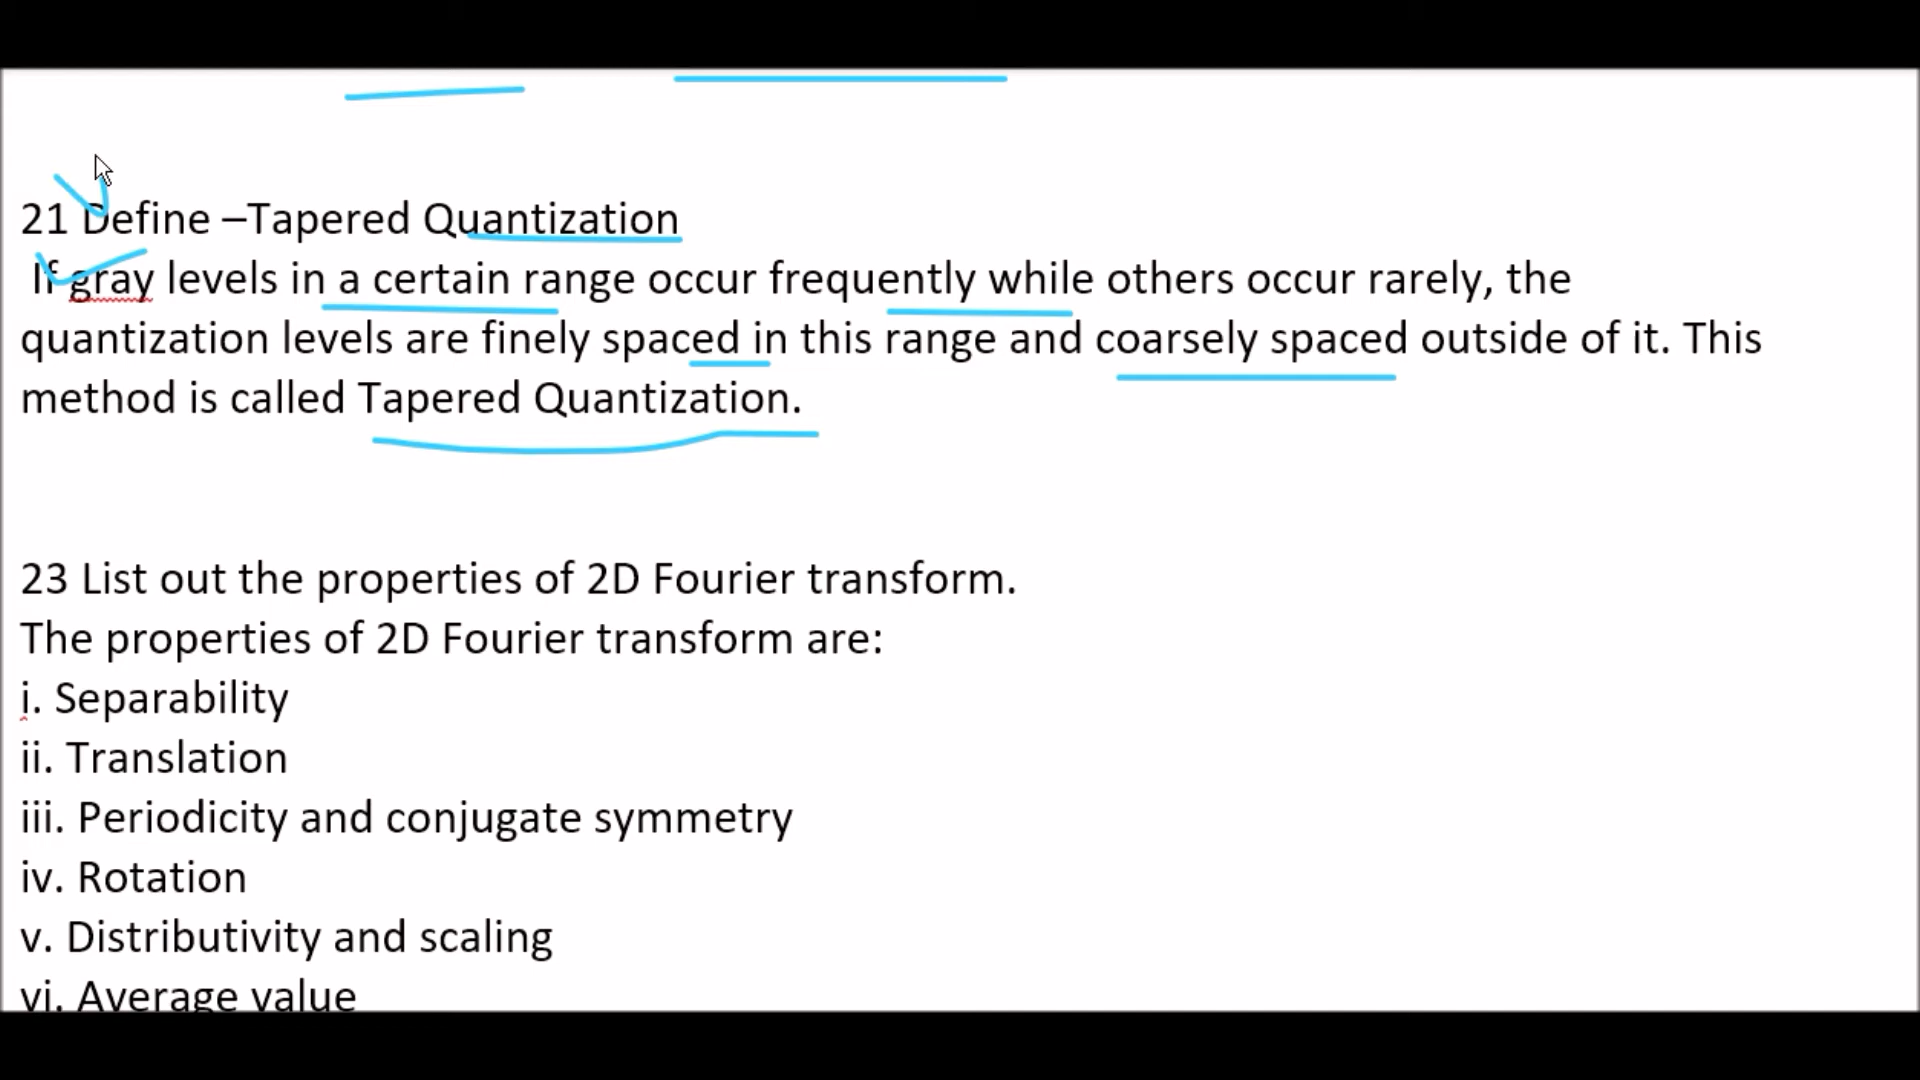 21 Define –Tapered Quantization
If gray levels in a certain range occur frequently while others occur rarely, the
quantization levels are finely spaced in this range and coarsely spaced outside of it. This
method is called Tapered Quantization.
23 List out the properties of 2D Fourier transform.
The properties of 2D Fourier transform are:
i. Separability
ii. Translation
iii. Periodicity and conjugate symmetry
iv. Rotation
v. Distributivity and scaling
vi. Average value